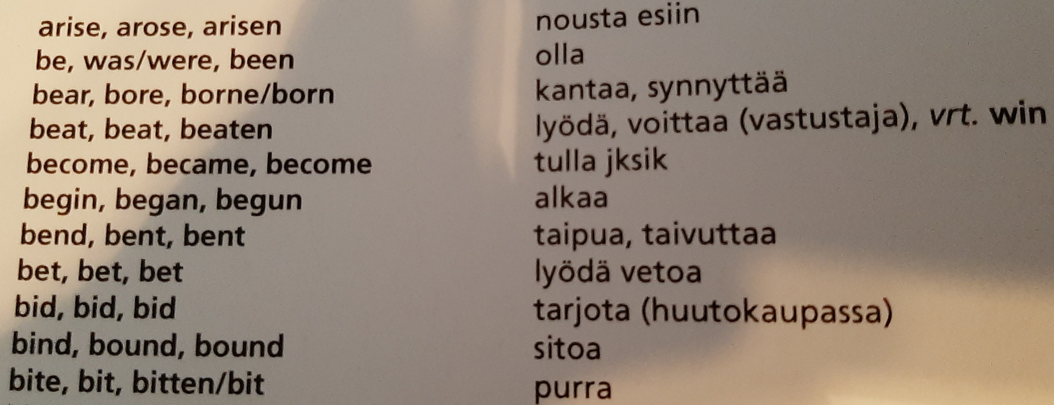 arise, arose, arisen nousta esiin
be, was/were, been olla
bear, bore, borne/born kantaa, synnyttää
beat, beat, beaten lyödä, voittaa (vastustaja), vrt. win
become, became, become tulla jksik
begin, began, begun alkaa
bend, bent, bent taipua, taivuttaa
bet, bet, bet lyödä vetoa
bid, bid, bid tarjota (huutokaupassa)
bind, bound, bound sitoa
bite, bit, bitten/bit purra